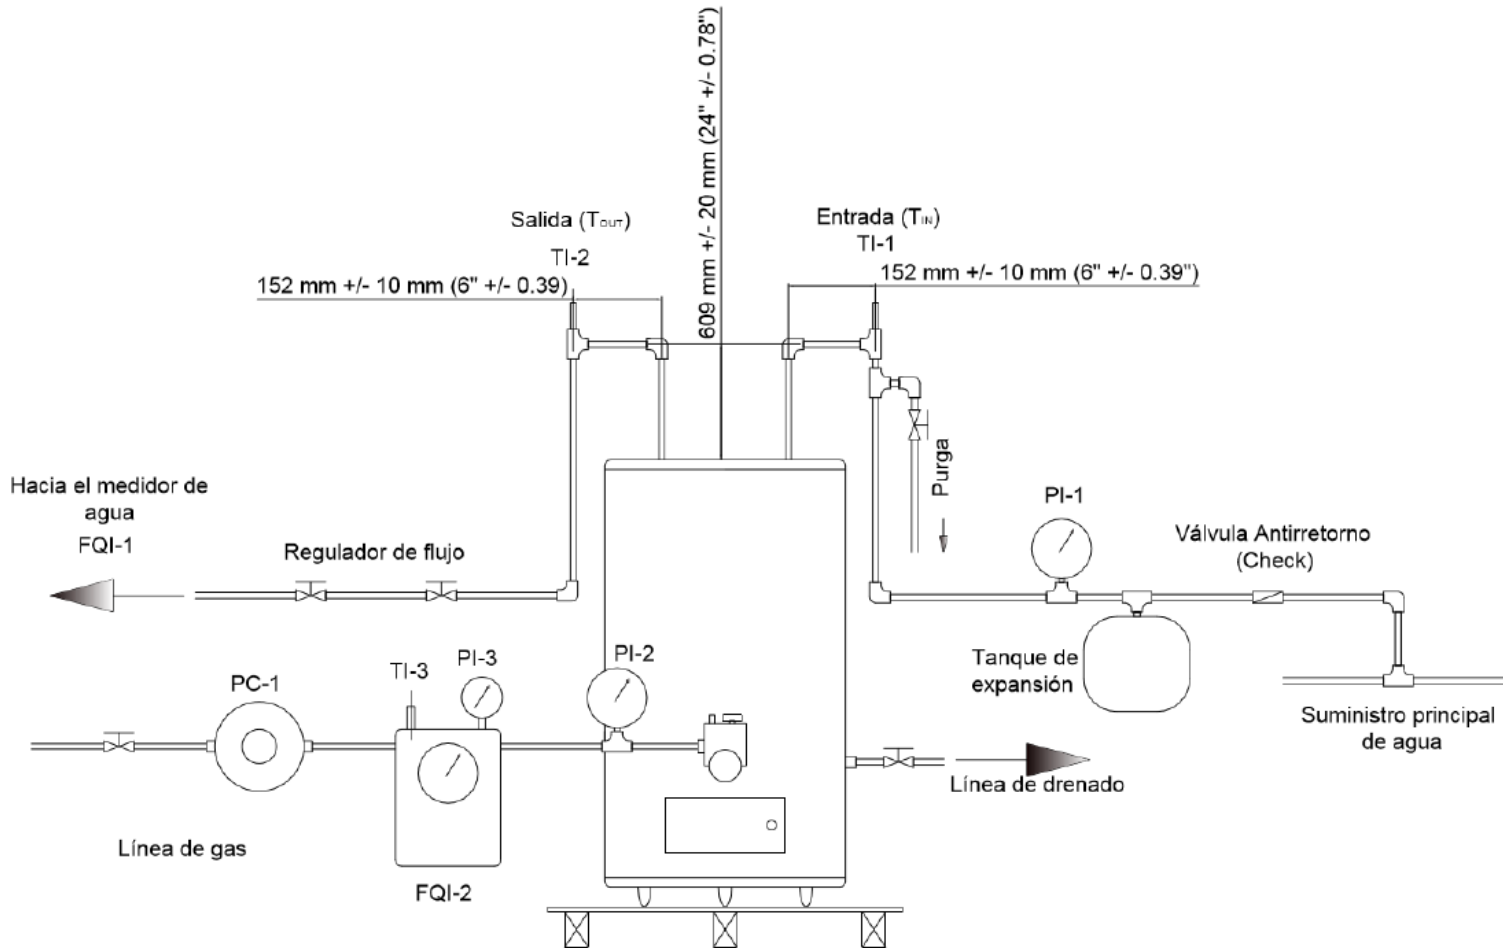 609 mm +/- 20 mm (24" +/- 0.78")
Salida (TOUT)
TI-2
152 mm +/- 10 mm (6" +/- 0.39)
Entrada (TIN)
TI-1
152 mm +/- 10 mm (6" +/- 0.39")
Hacia el medidor de
agua
FQI-1
Regulador de flujo
Purga
PI-1
Válvula Antirretorno
(Check)
Tanque de
expansión
Suministro principal
de agua
PC-1
TI-3
PI-3
PI-2
Línea de drenado
Línea de gas
FQI-2